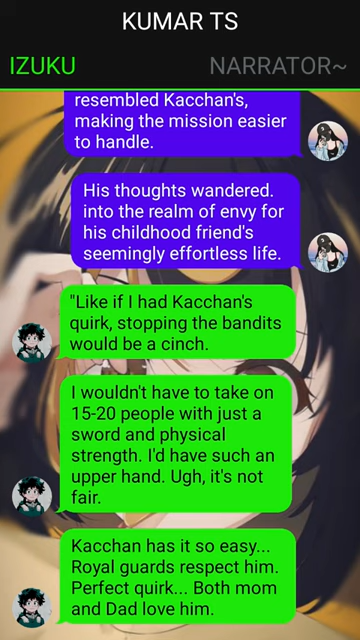 KUMAR TS
IZUKU
NARRATOR~
resembled Kacchan's,
making the mission easier
to handle.
His thoughts wandered.
into the realm of envy for
his childhood friend's
seemingly effortless life.
"Like if I had Kacchan's
quirk, stopping the bandits
would be a cinch.
I wouldn't have to take on
15-20 people with just a
sword and physical
strength. I'd have such an
upper hand. Ugh, it's not
fair.
Kacchan has it so easy...
Royal guards respect him.
Perfect quirk... Both mom
and Dad love him.